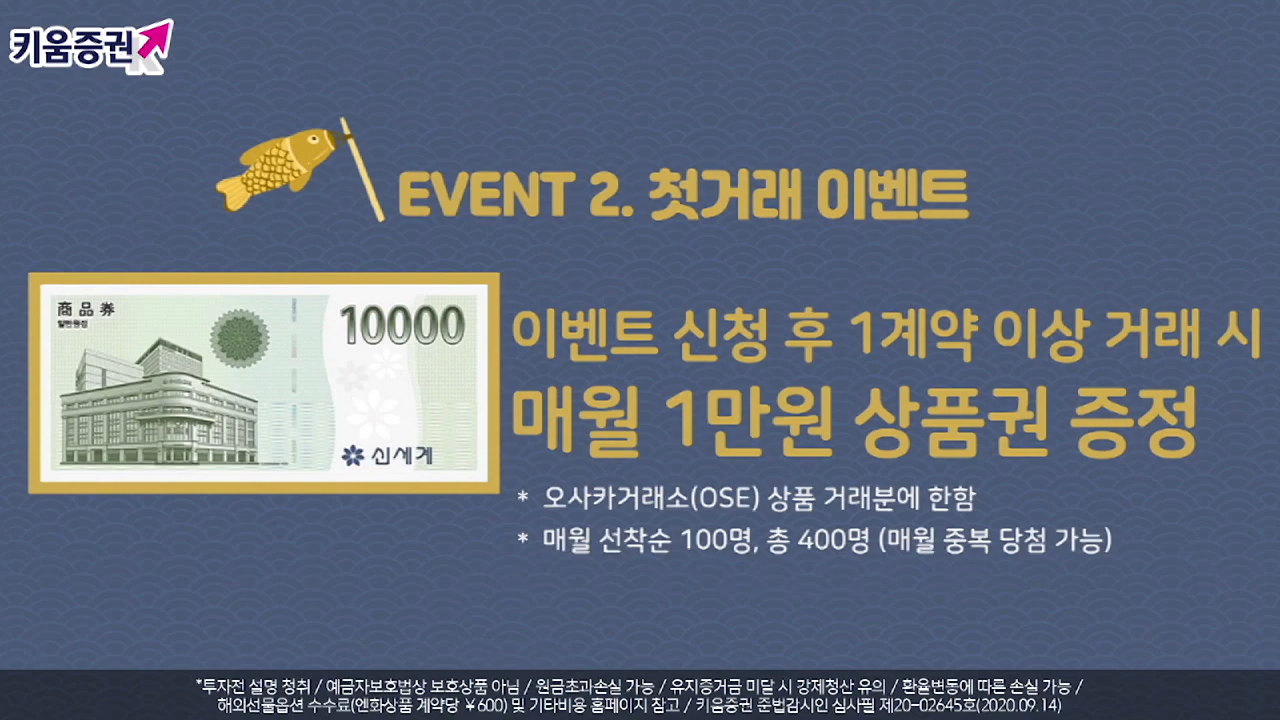 키움증권
EVENT 2. 첫거래 이벤트
商品券
일반매장
10000
신세계
이벤트 신청 후 1계약 이상 거래 시
매월 1만원 상품권 증정
* 오사카거래소(OSE) 상품 거래분에 한함
* 매월 선착순 100명, 총 400명 (매월 중복 당첨 가능)
*투자전 설명 청취 / 예금자보호법상 보호상품 아님 / 원금초과손실 가능 / 유지증거금 미달 시 강제청산 유의 / 환율변동에 따른 손실 가능 /
해외선물옵션 수수료(엔화상품 계약당 ¥600) 및 기타비용 홈페이지 참고 / 키움증권 준법감시인 심사필 제20-02645호(2020.09.14)